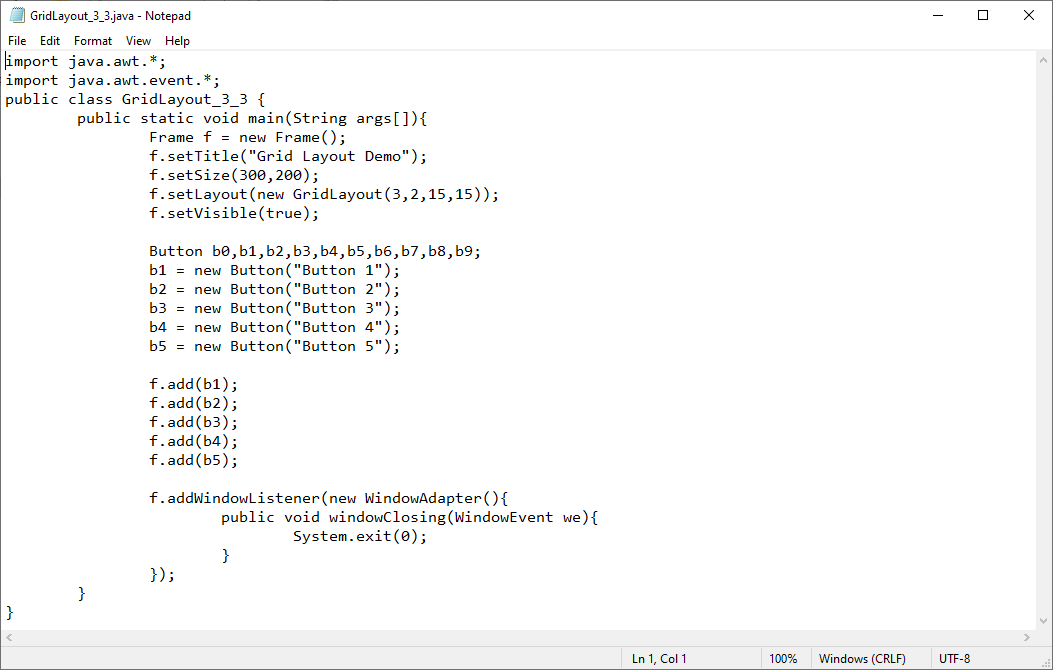 GridLayout_3_3.java - Notepad
File Edit Format View Help
import java.awt.*;
import java.awt.event.*;
public class GridLayout_3_3 {
        public static void main(String args[]){
                Frame f = new Frame();
                f.setTitle("Grid Layout Demo");
                f.setSize(300,200);
                f.setLayout(new GridLayout(3,2,15,15));
                f.setVisible(true);

                Button b0,b1,b2,b3,b4,b5,b6,b7,b8,b9;
                b1 = new Button("Button 1");
                b2 = new Button("Button 2");
                b3 = new Button("Button 3");
                b4 = new Button("Button 4");
                b5 = new Button("Button 5");

                f.add(b1);
                f.add(b2);
                f.add(b3);
                f.add(b4);
                f.add(b5);

                f.addWindowListener(new WindowAdapter(){
                        public void windowClosing(WindowEvent we){
                                System.exit(0);
                        }
                });
        }
}
Ln 1, Col 1 100% Windows (CRLF) UTF-8